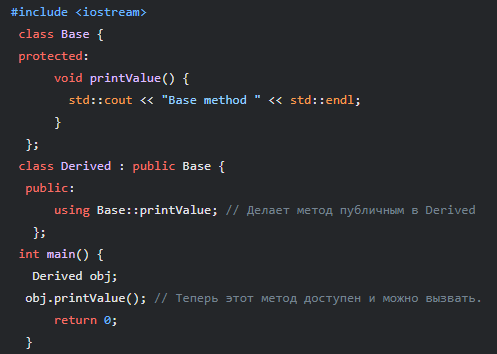 #include <iostream>
class Base {
protected:
void printValue() {
std::cout << "Base method " << std::endl;
}
};
class Derived : public Base {
public:
using Base::printValue; // Делает метод публичным в Derived
};
int main() {
Derived obj;
obj.printValue(); // Теперь этот метод доступен и можно вызвать.
return 0;
}